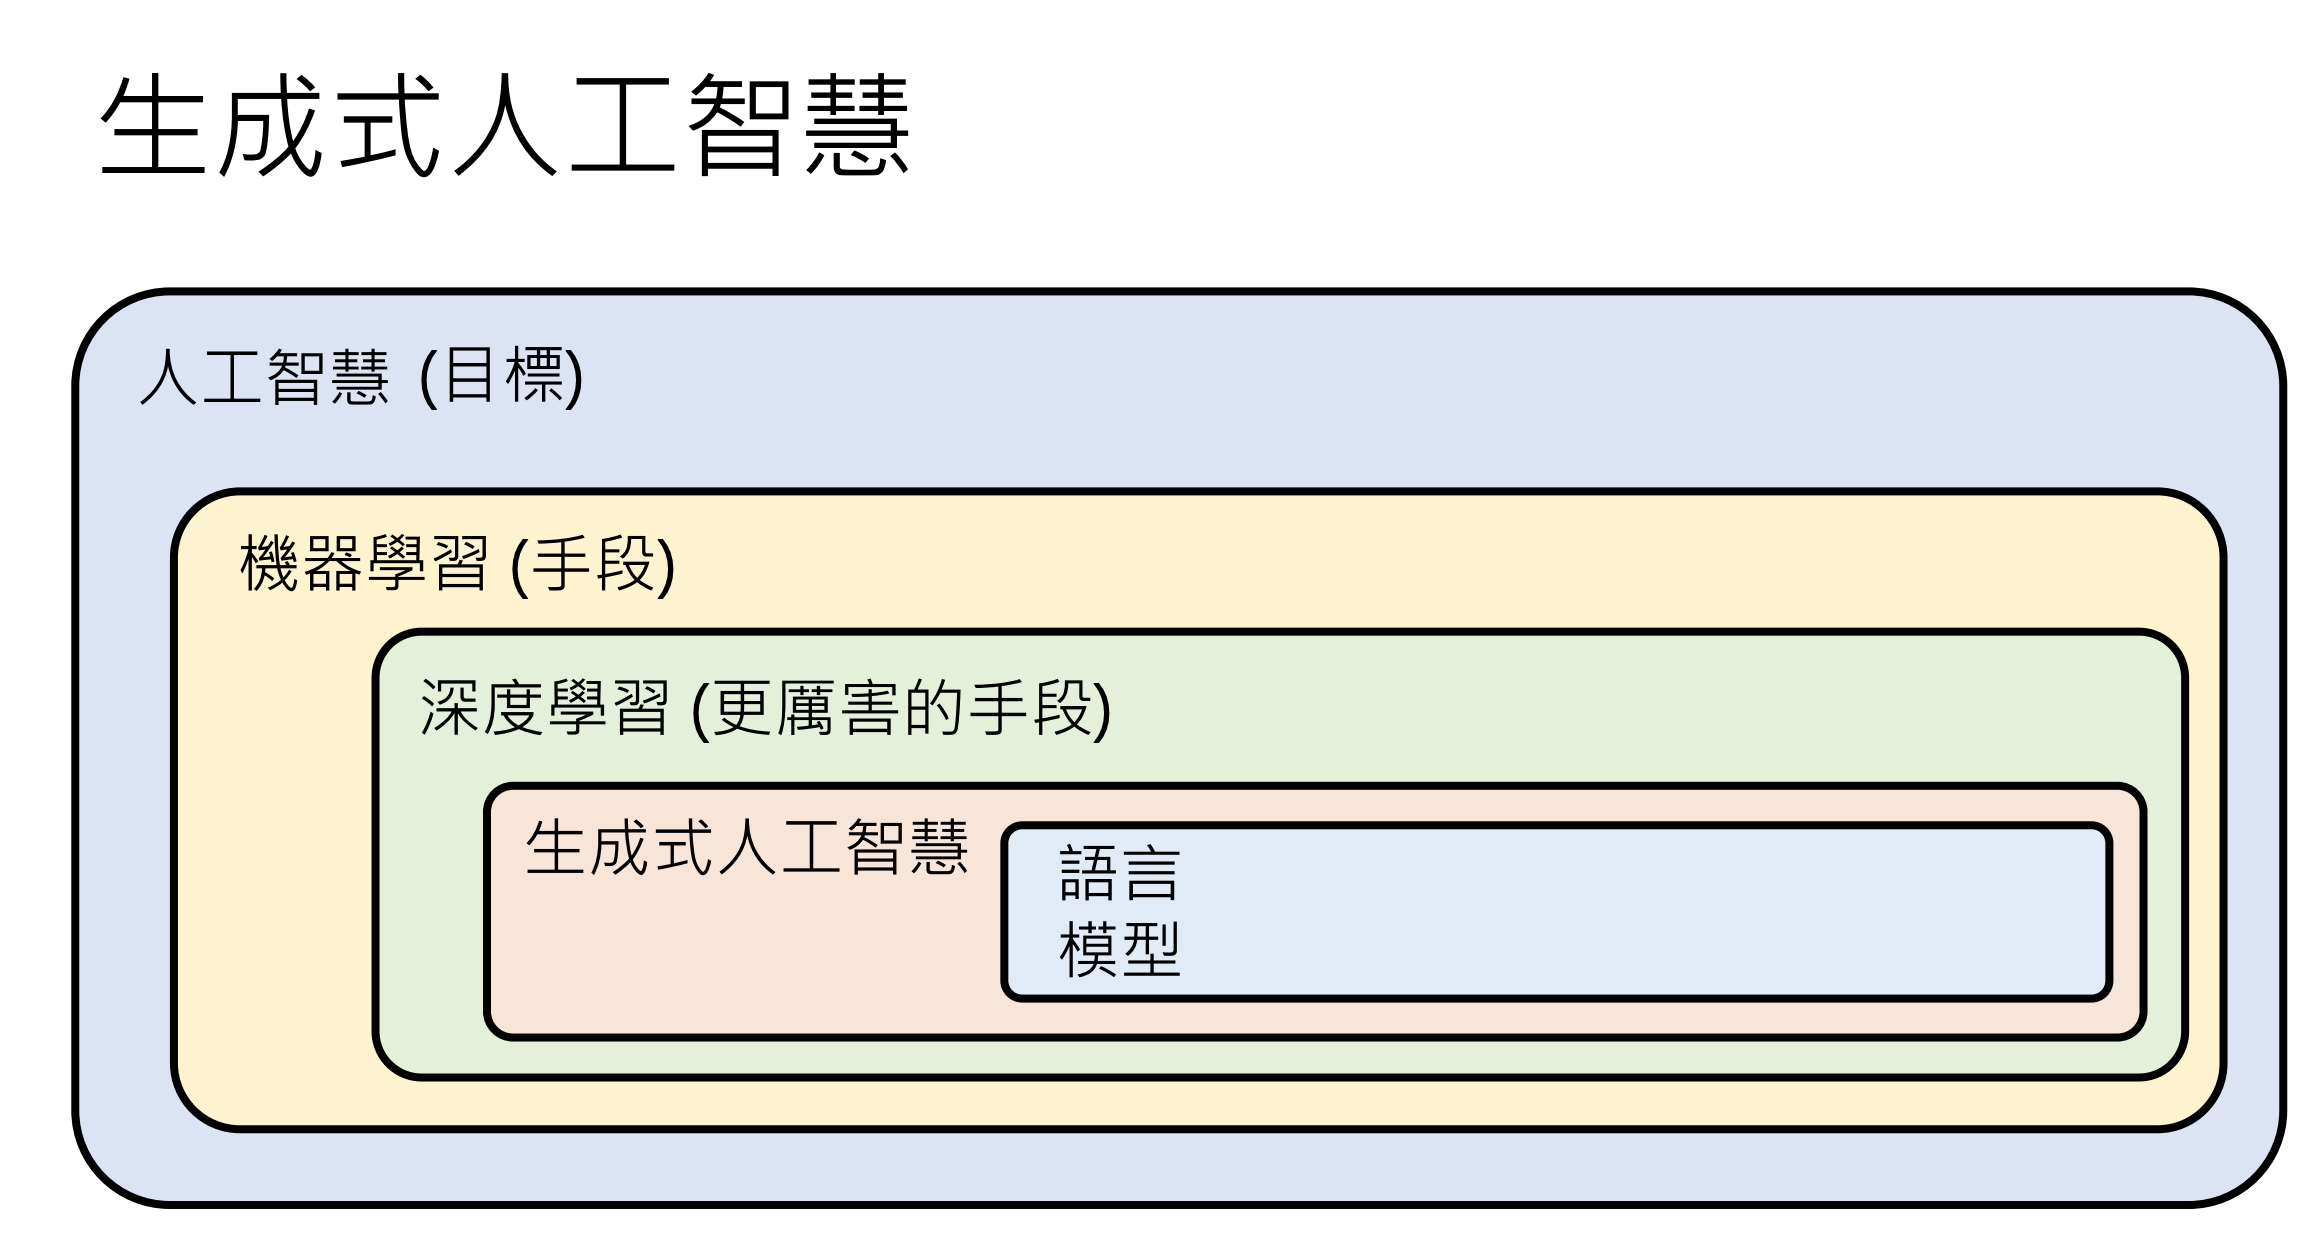 生成式人工智慧
人工智慧 (目標)
機器學習 (手段)
深度學習 (更厲害的手段)
生成式人工智慧
語言
模型